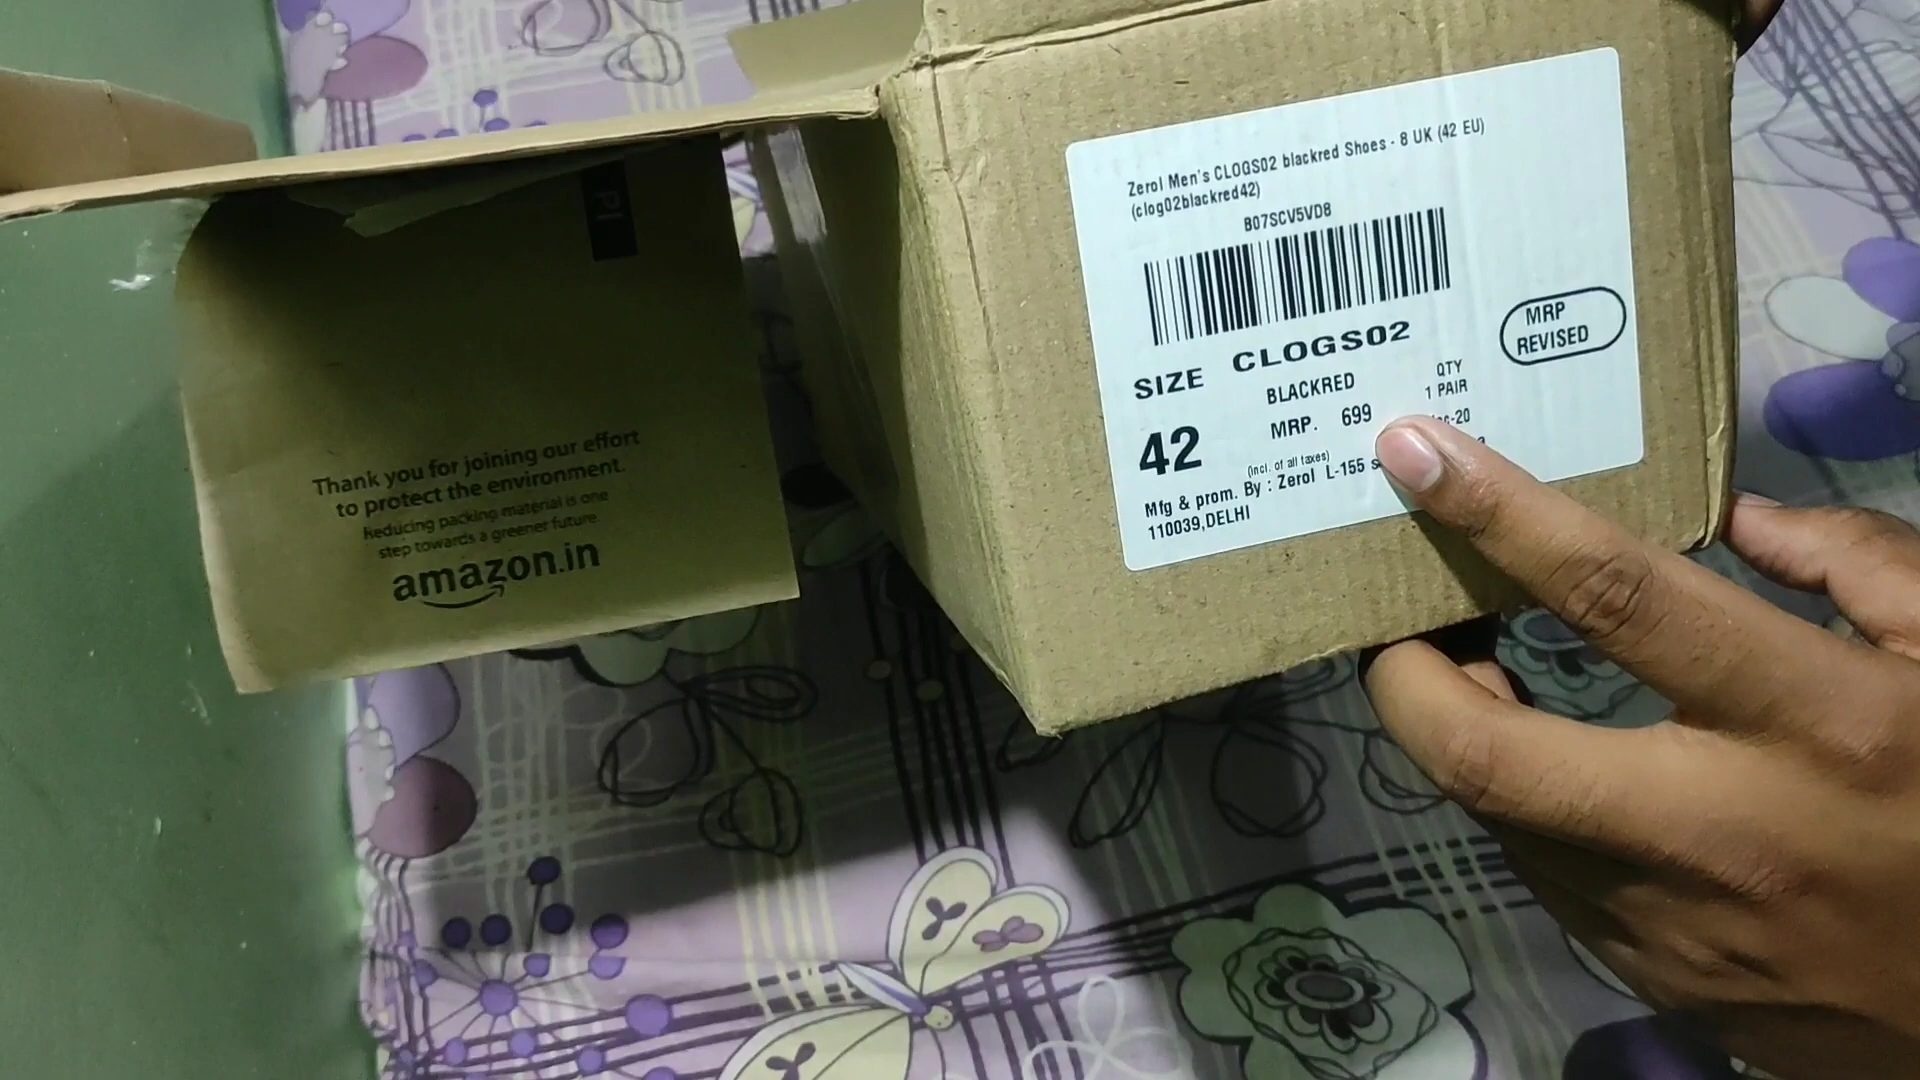 Thank you for joining our effort
to protect the environment.
Reducing packing material is one
step towards a greener future.
amazon.in
Zerol Men's CLOGS02 blackred Shoes - 8 UK (42 EU)
(clog02blackred42)
B07SCV5VD8
MRP
REVISED
SIZE CLOGS02
BLACKRED
QTY
1 PAIR
42
MRP. 699
(incl. of all taxes)
Mfg & prom. By : Zerol L-155
110039,DELHI